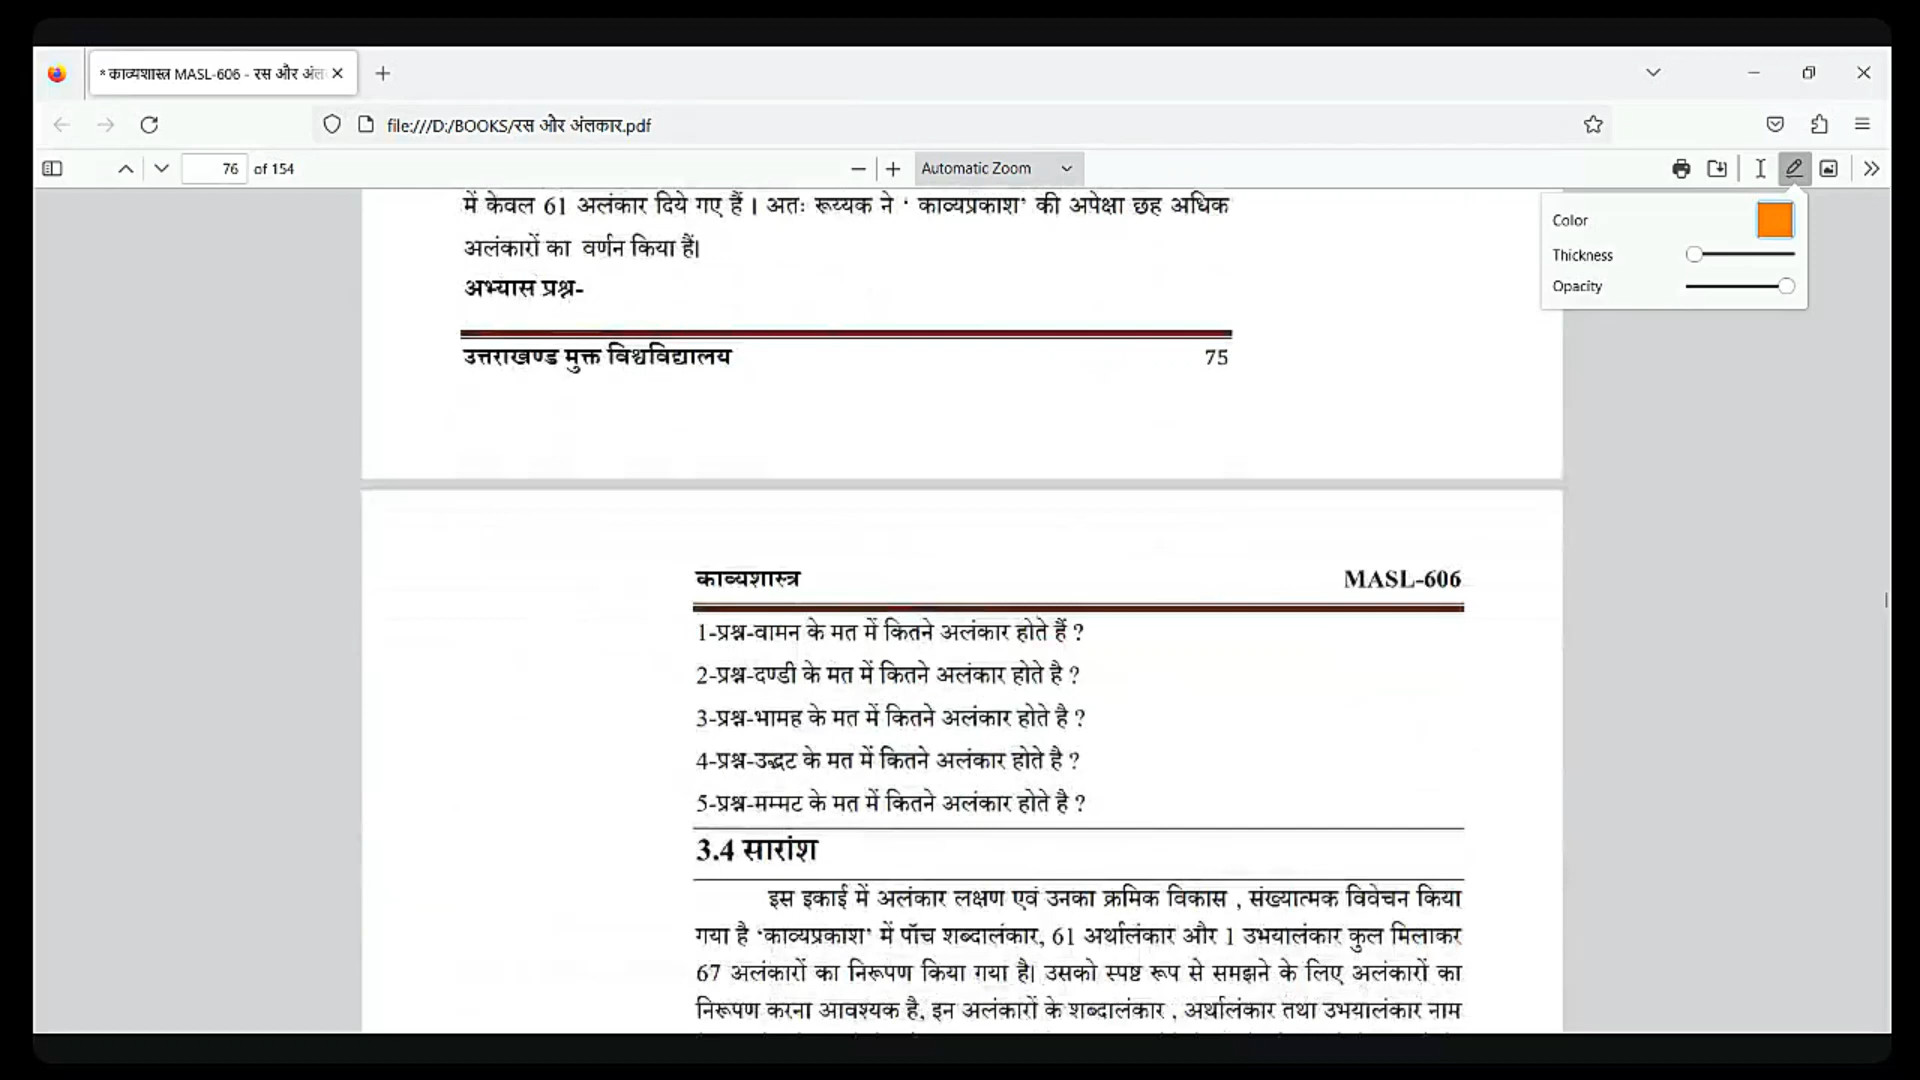 * काव्यशास्त्र MASL-606 - रस और अंल
file:///D:/BOOKS/रस और अंलकार.pdf
76 of 154
Automatic Zoom
Color
Thickness
Opacity
में केवल 61 अलंकार दिये गए हैं । अतः रूय्यक ने ' काव्यप्रकाश' की अपेक्षा छह अधिक
अलंकारों का वर्णन किया हैं।
अभ्यास प्रश्न-
उत्तराखण्ड मुक्त विश्वविद्यालय 75
काव्यशास्त्र MASL-606
1-प्रश्न-वामन के मत में कितने अलंकार होते हैं ?
2-प्रश्न-दण्डी के मत में कितने अलंकार होते है ?
3-प्रश्न-भामह के मत में कितने अलंकार होते है ?
4-प्रश्न-उद्भट के मत में कितने अलंकार होते है ?
5-प्रश्न-मम्मट के मत में कितने अलंकार होते है ?
3.4 सारांश
इस इकाई में अलंकार लक्षण एवं उनका क्रमिक विकास , संख्यात्मक विवेचन किया
गया है 'काव्यप्रकाश' में पॉच शब्दालंकार, 61 अर्थालंकार और 1 उभयालंकार कुल मिलाकर
67 अलंकारों का निरूपण किया गया है। उसको स्पष्ट रूप से समझने के लिए अलंकारों का
निरूपण करना आवश्यक है, इन अलंकारों के शब्दालंकार , अर्थालंकार तथा उभयालंकार नाम